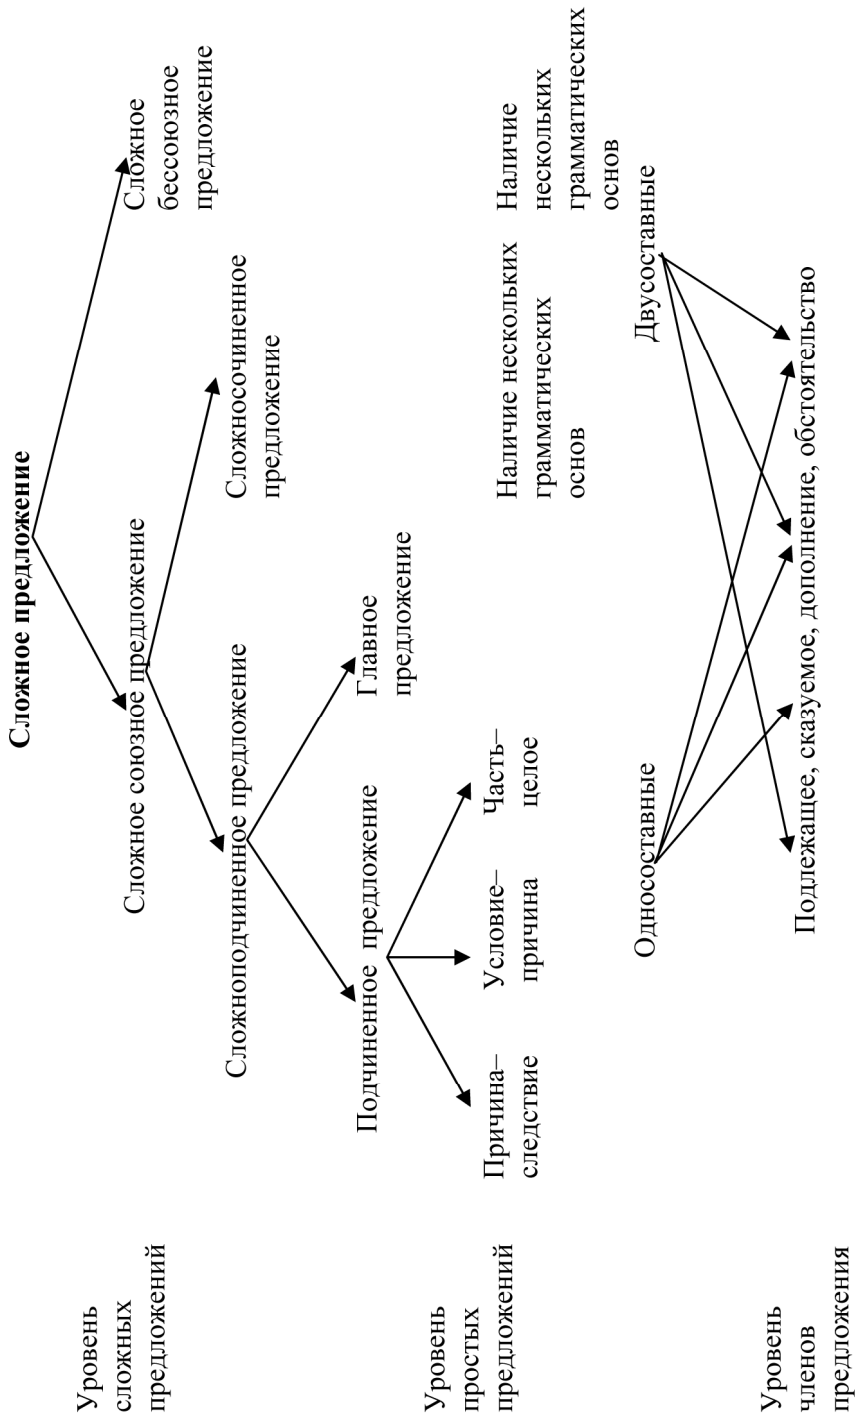 Сложное предложение
Уровень
сложных
предложений
Сложное союзное предложение
Сложное
бессоюзное
предложение
Сложноподчиненное предложение
Сложносочиненное
предложение
Подчиненное предложение
Главное
предложение
Уровень
простых
предложений
Причина–
следствие
Условие–
причина
Часть–
целое
Наличие нескольких
грамматических
основ
Наличие
нескольких
грамматических
основ
Односоставные
Двусоставные
Уровень
членов
предложения
Подлежащее, сказуемое, дополнение, обстоятельство